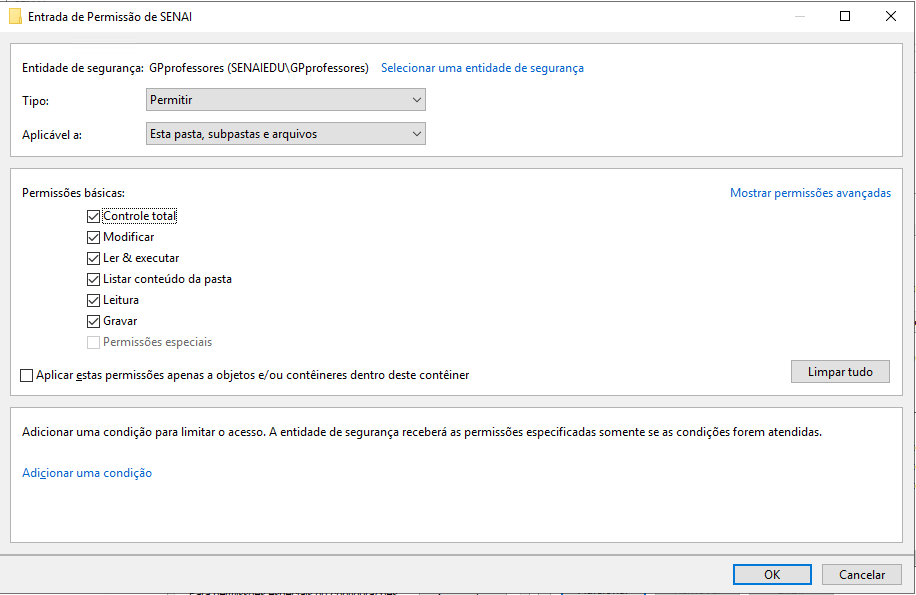 Entrada de Permissão de SENAI
Entidade de segurança: GPprofessores (SENAIEDU\GPprofessores) Selecionar uma entidade de segurança
Tipo: Permitir
Aplicável a: Esta pasta, subpastas e arquivos
Permissões básicas: Mostrar permissões avançadas
Controle total
Modificar
Ler & executar
Listar conteúdo da pasta
Leitura
Gravar
Permissões especiais
Aplicar estas permissões apenas a objetos e/ou contêineres dentro deste contêiner Limpar tudo
Adicionar uma condição para limitar o acesso. A entidade de segurança receberá as permissões especificadas somente se as condições forem atendidas.
Adicionar uma condição
OK Cancelar